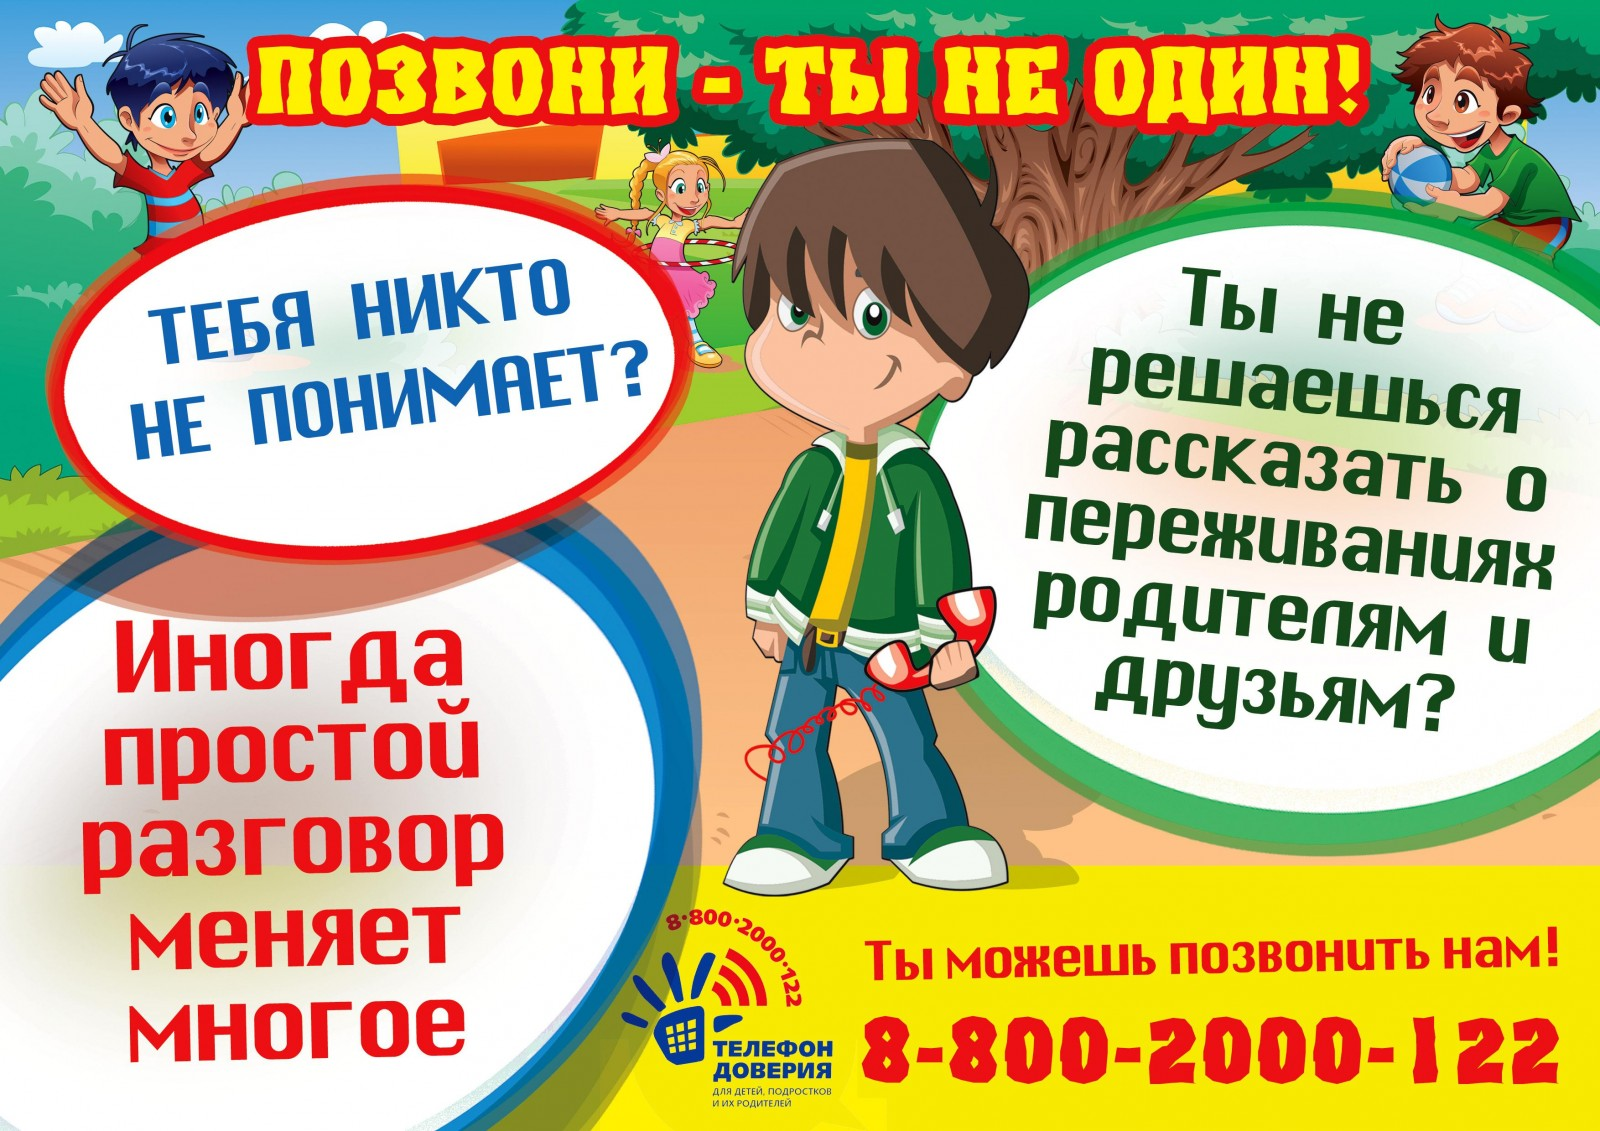 ПОЗВОНИ - ТЫ НЕ ОДИН!
ТЕБЯ НИКТО
НЕ ПОНИМАЕТ?
Ты не
решаешься
рассказать о
переживаниях
родителям и
друзьям?
Иногда
простой
разговор
меняет
многое
8·800·2000·122
ТЕЛЕФОН
ДОВЕРИЯ
ДЛЯ ДЕТЕЙ, ПОДРОСТКОВ
И ИХ РОДИТЕЛЕЙ
Ты можешь позвонить нам!
8-800-2000-122